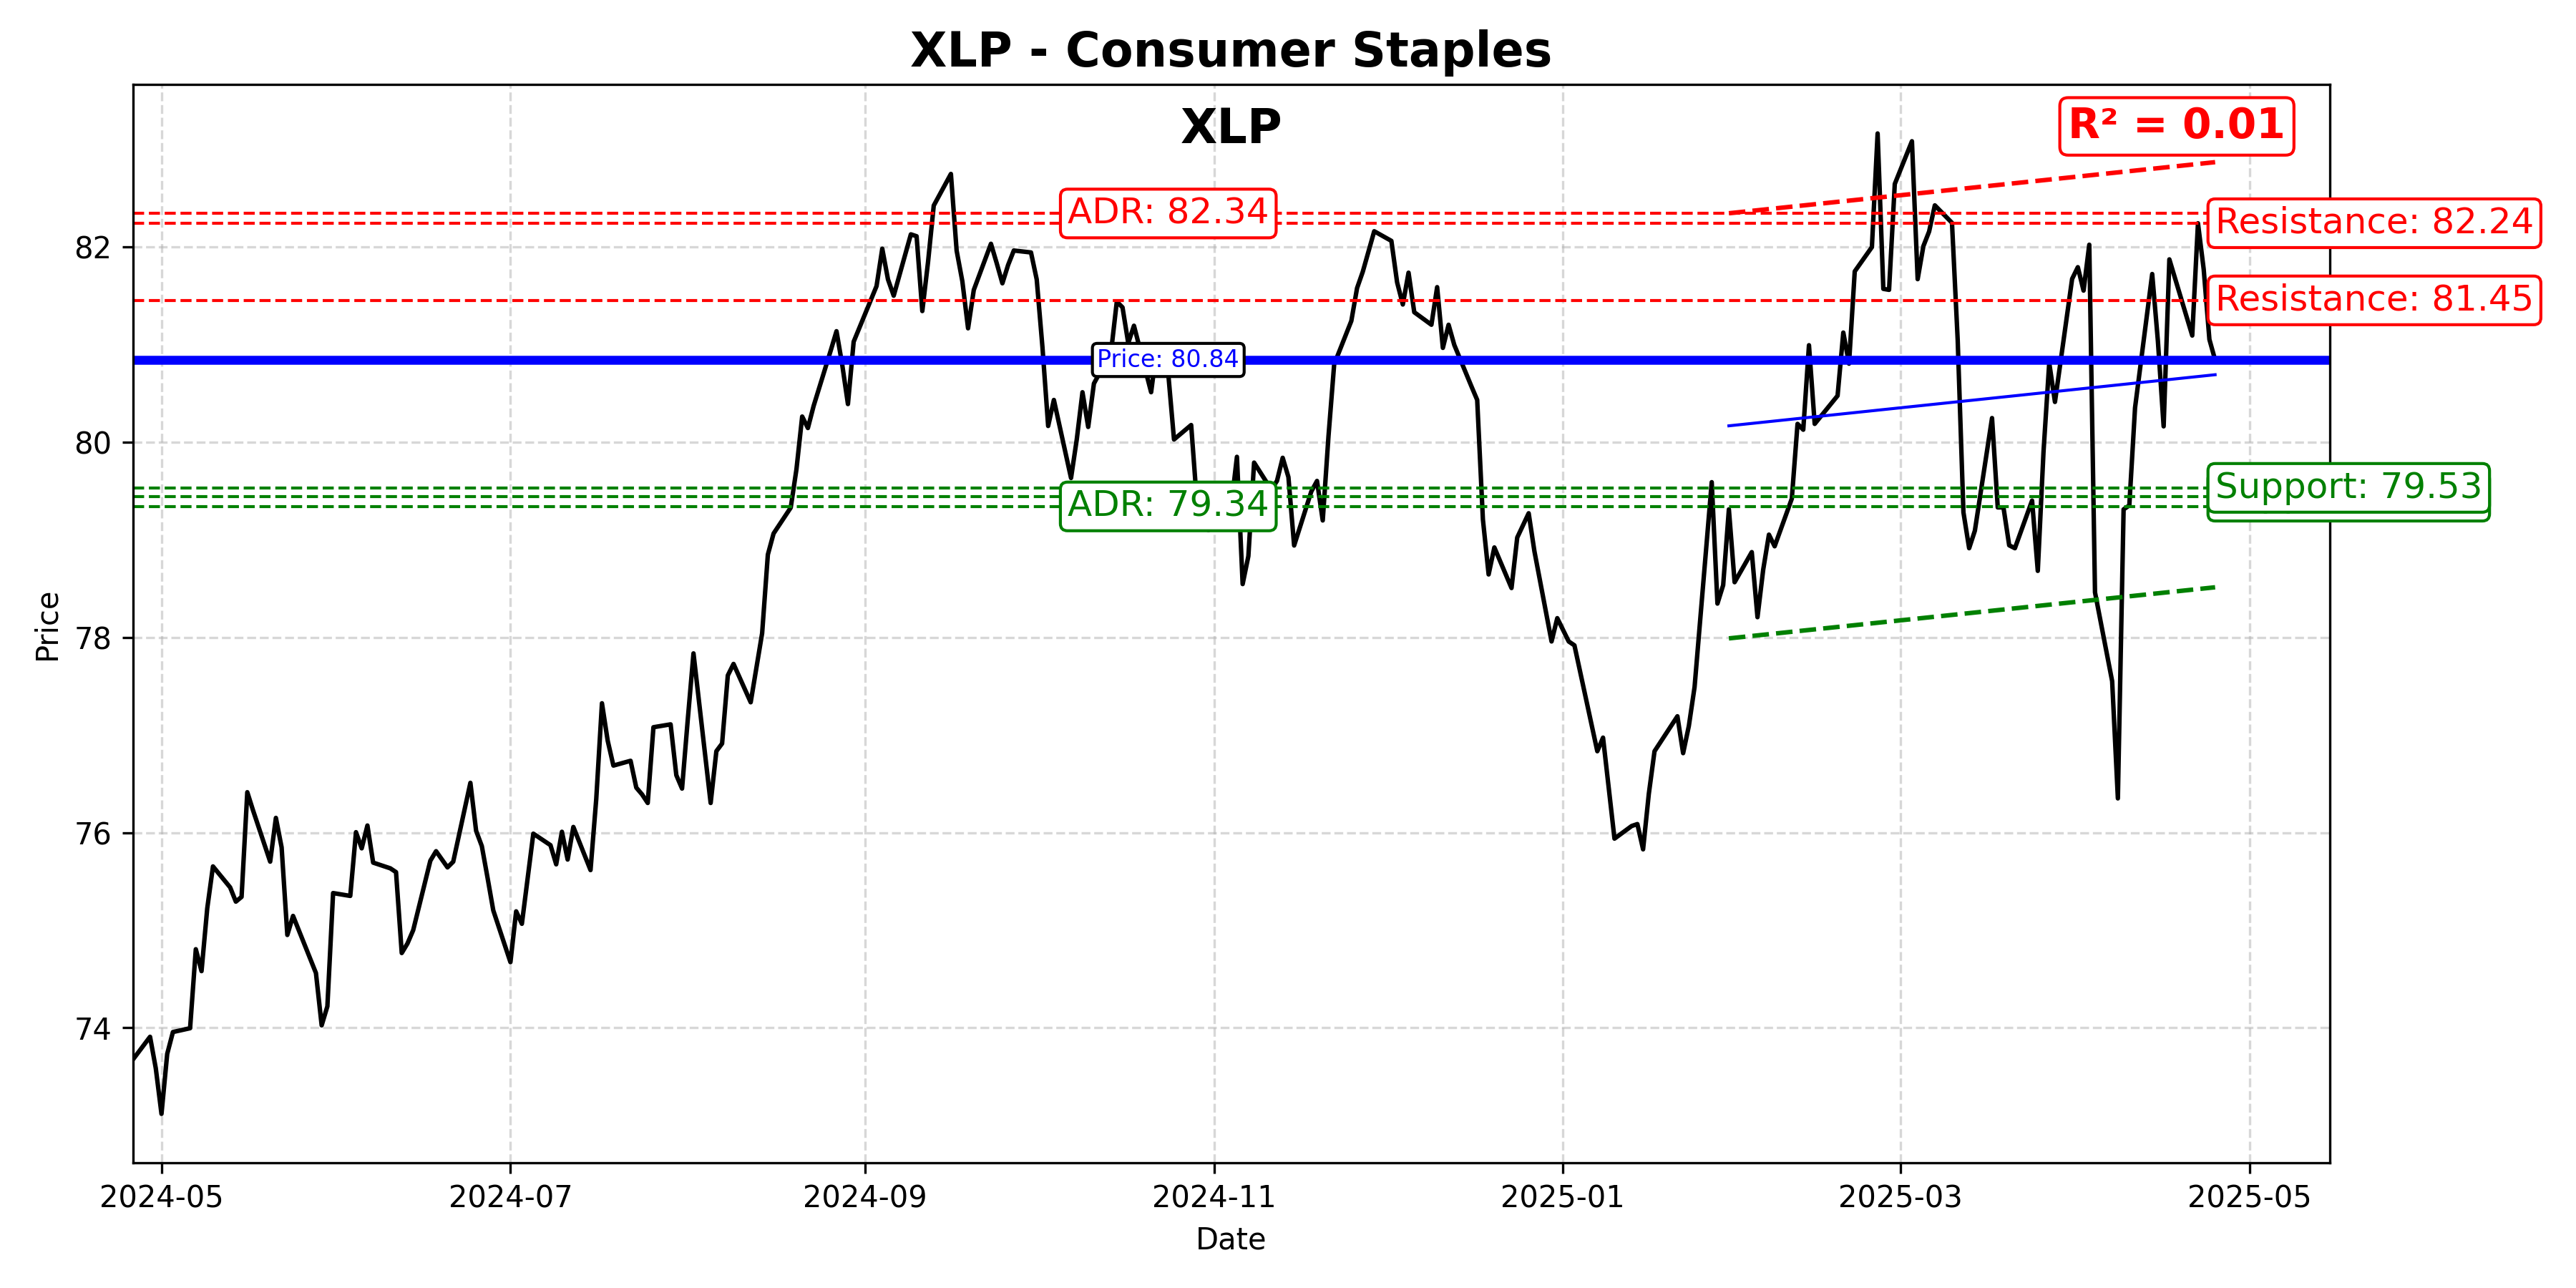 XLP - Consumer Staples
XLP
R² = 0.01
ADR: 82.34
Resistance: 82.24
Resistance: 81.45
Price: 80.84
Support: 79.53
ADR: 79.34
82
80
78
76
74
Price
2024-05
2024-07
2024-09
2024-11
2025-01
2025-03
2025-05
Date